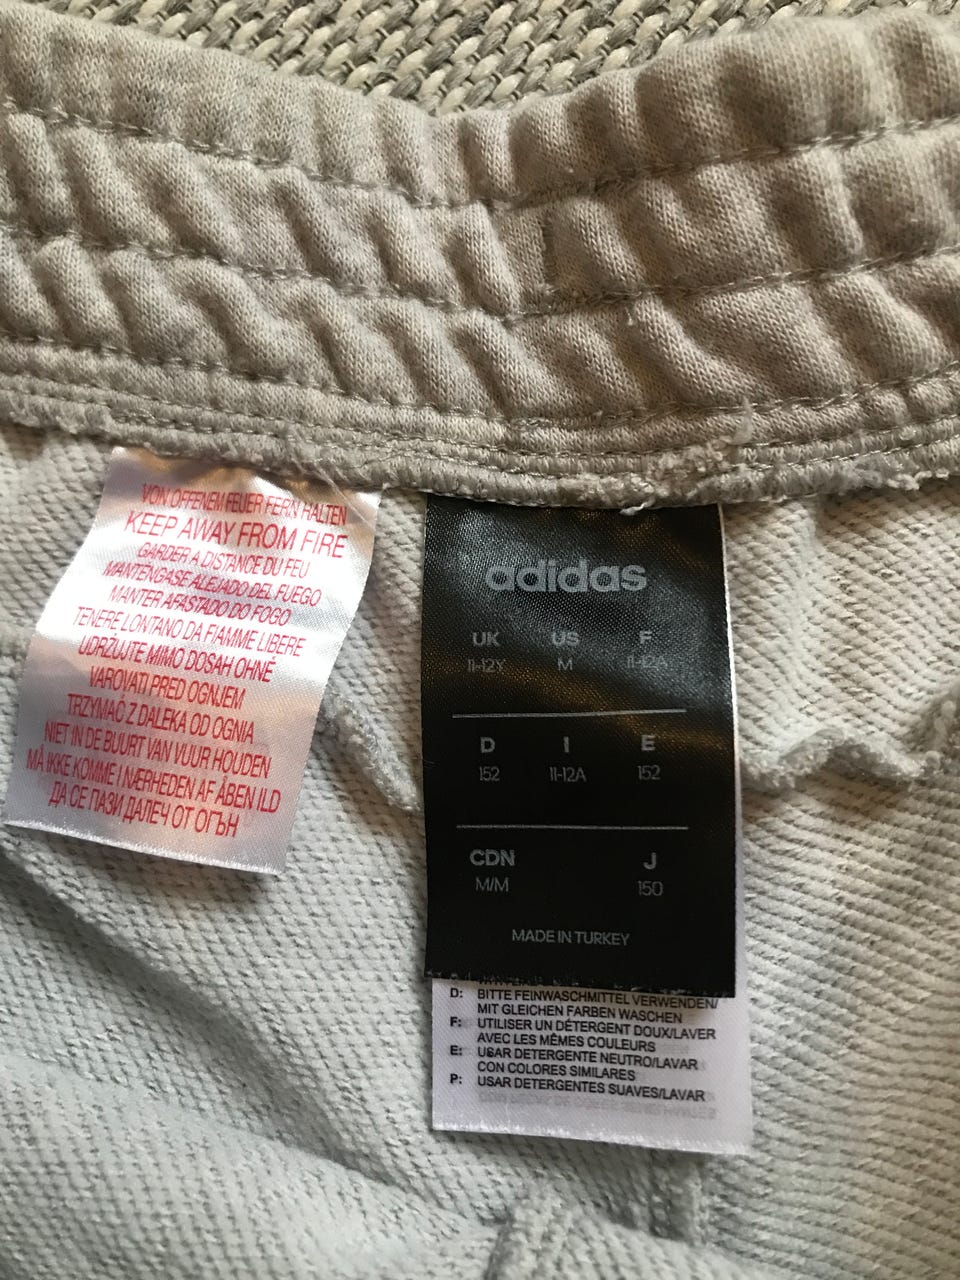 VON OFFENEM FEUER FERN HALTEN
KEEP AWAY FROM FIRE
GARDER A DISTANCE DU FEU
MANTENGASE ALEJADO DEL FUEGO
MANTER AFASTADO DO FOGO
TENERE LONTANO DA FIAMME LIBERE
UDRŽUJTE MIMO DOSAH OHNĚ
VAROVATI PRED OGNJEM
TRZYMAĆ Z DALEKA OD OGNIA
NIET IN DE BUURT VAN VUUR HOUDEN
MÅ IKKE KOMME I NÆRHEDEN AF ÅBEN ILD
ДА СЕ ПАЗИ ДАЛЕЧ ОТ ОГЪН
adidas
UK US F
11-12Y M 11-12A
D I E
152 11-12A 152
CDN J
M/M 150
MADE IN TURKEY
D: BITTE FEINWASCHMITTEL VERWENDEN/
MIT GLEICHEN FARBEN WASCHEN
F: UTILISER UN DÉTERGENT DOUX/LAVER
AVEC LES MÊMES COULEURS
E: USAR DETERGENTE NEUTRO/LAVAR
CON COLORES SIMILARES
P: USAR DETERGENTES SUAVES/LAVAR